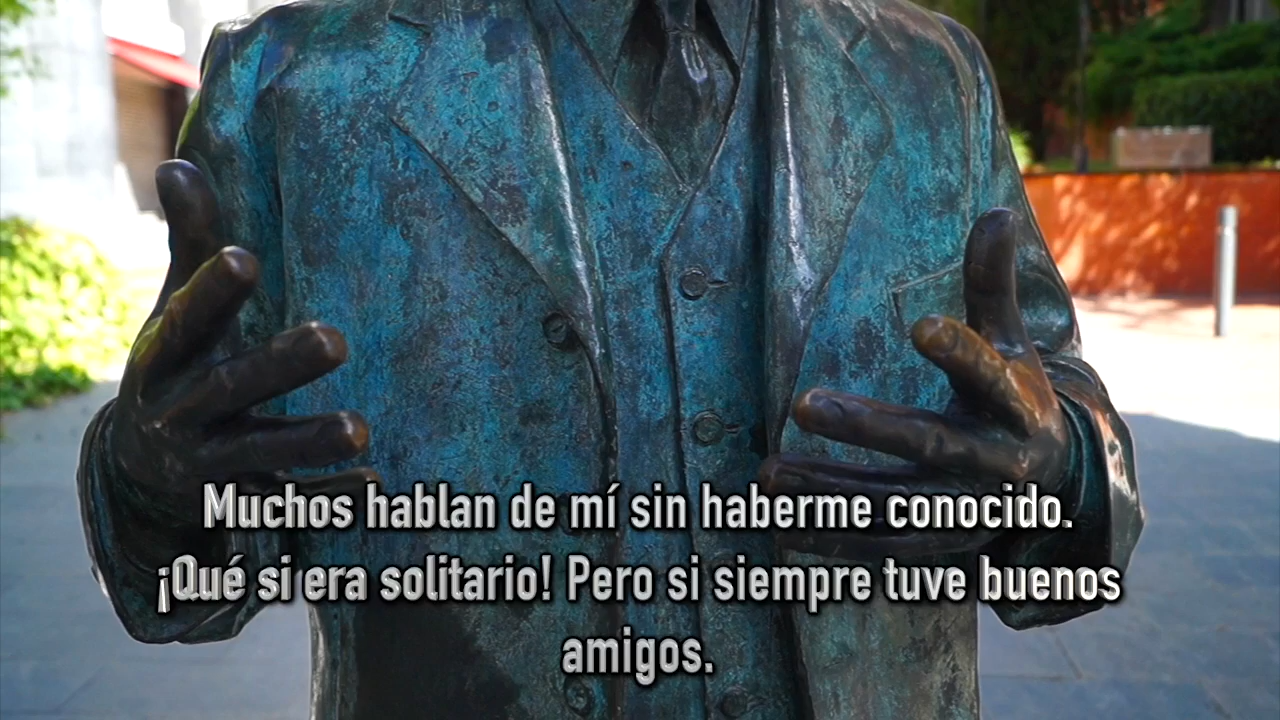 Muchos hablan de mí sin haberme conocido.
¡Qué si era solitario! Pero si siempre tuve buenos
amigos.